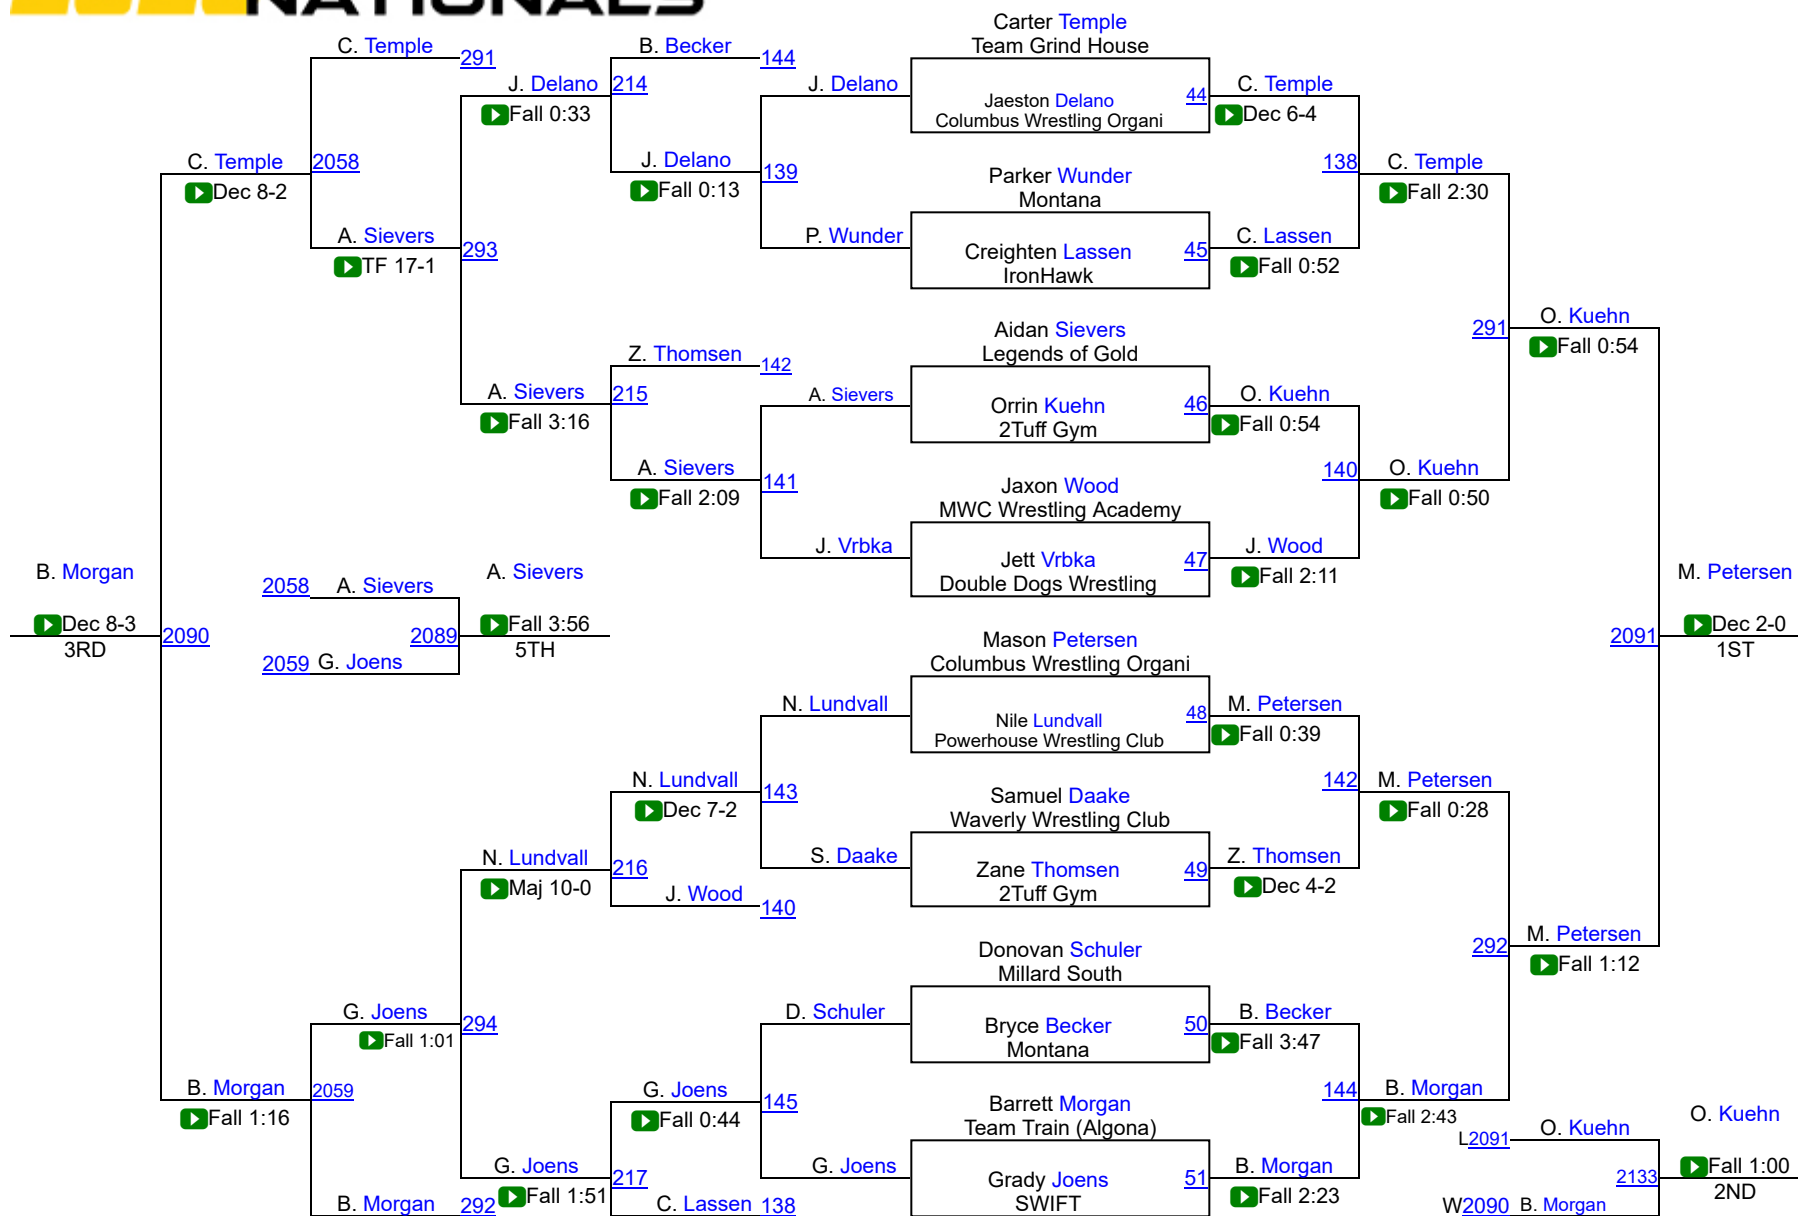 NATIONALS
Carter Temple
Team Grind House
C. Temple
291
B. Becker
144
J. Delano
214
Fall 0:33
J. Delano
Jaeston Delano
Columbus Wrestling Organi
44
C. Temple
Dec 6-4
C. Temple
2058
Dec 8-2
J. Delano
139
Fall 0:13
Parker Wunder
Montana
138
C. Temple
Fall 2:30
A. Sievers
293
TF 17-1
P. Wunder
Creighten Lassen
IronHawk
45
C. Lassen
Fall 0:52
Aidan Sievers
Legends of Gold
291
O. Kuehn
Fall 0:54
Z. Thomsen
142
A. Sievers
215
Fall 3:16
A. Sievers
Orrin Kuehn
2Tuff Gym
46
O. Kuehn
Fall 0:54
A. Sievers
141
Fall 2:09
Jaxon Wood
MWC Wrestling Academy
140
O. Kuehn
Fall 0:50
J. Vrbka
Jett Vrbka
Double Dogs Wrestling
47
J. Wood
Fall 2:11
B. Morgan
Dec 8-3
3RD
2090
2058
A. Sievers
2059
G. Joens
2089
A. Sievers
Fall 3:56
5TH
M. Petersen
2091
Dec 2-0
1ST
Mason Petersen
Columbus Wrestling Organi
N. Lundvall
Nile Lundvall
Powerhouse Wrestling Club
48
M. Petersen
Fall 0:39
N. Lundvall
143
Dec 7-2
Samuel Daake
Waverly Wrestling Club
142
M. Petersen
Fall 0:28
N. Lundvall
216
Maj 10-0
S. Daake
Zane Thomsen
2Tuff Gym
49
Z. Thomsen
Dec 4-2
J. Wood
140
Donovan Schuler
Millard South
292
M. Petersen
Fall 1:12
G. Joens
294
Fall 1:01
D. Schuler
Bryce Becker
Montana
50
B. Becker
Fall 3:47
B. Morgan
2059
Fall 1:16
G. Joens
145
Fall 0:44
Barrett Morgan
Team Train (Algona)
144
B. Morgan
Fall 2:43
L2091
O. Kuehn
O. Kuehn
G. Joens
217
Fall 1:51
G. Joens
Grady Joens
SWIFT
51
B. Morgan
Fall 2:23
2133
Fall 1:00
2ND
B. Morgan
292
C. Lassen
138
W2090
B. Morgan